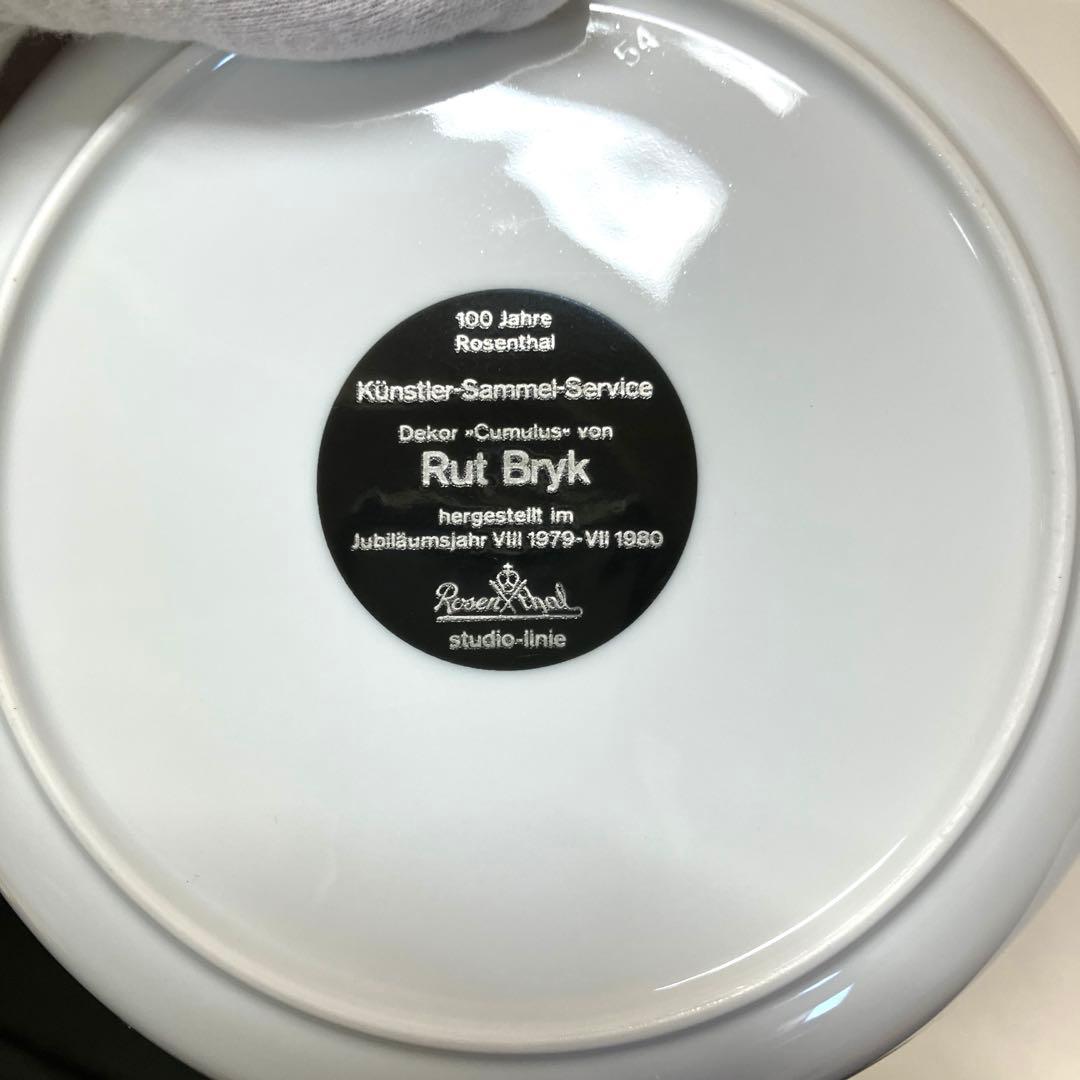 54
100 Jahre
Rosenthal
Künstler-Sammel-Service
Dekor »Cumulus« von
Rut Bryk
hergestellt im
Jubiläumsjahr VIII 1979-VII 1980
Rosenthal
studio-linie